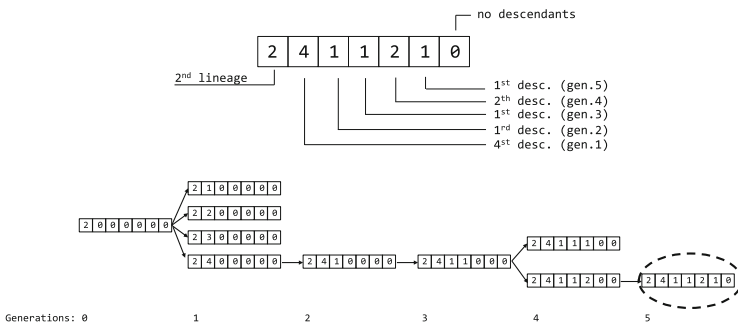 no descendants
2 4 1 1 2 1 0
2nd lineage
1st desc. (gen.5)
2th desc. (gen.4)
1st desc. (gen.3)
1rd desc. (gen.2)
4st desc. (gen.1)
2 1 0 0 0 0 0
2 0 0 0 0 0 0
2 2 0 0 0 0 0
2 3 0 0 0 0 0
2 4 1 1 1 0 0
2 4 0 0 0 0 0
2 4 1 0 0 0 0
2 4 1 1 0 0 0
2 4 1 1 2 0 0
2 4 1 1 2 1 0
Generations: 0 1 2 3 4 5